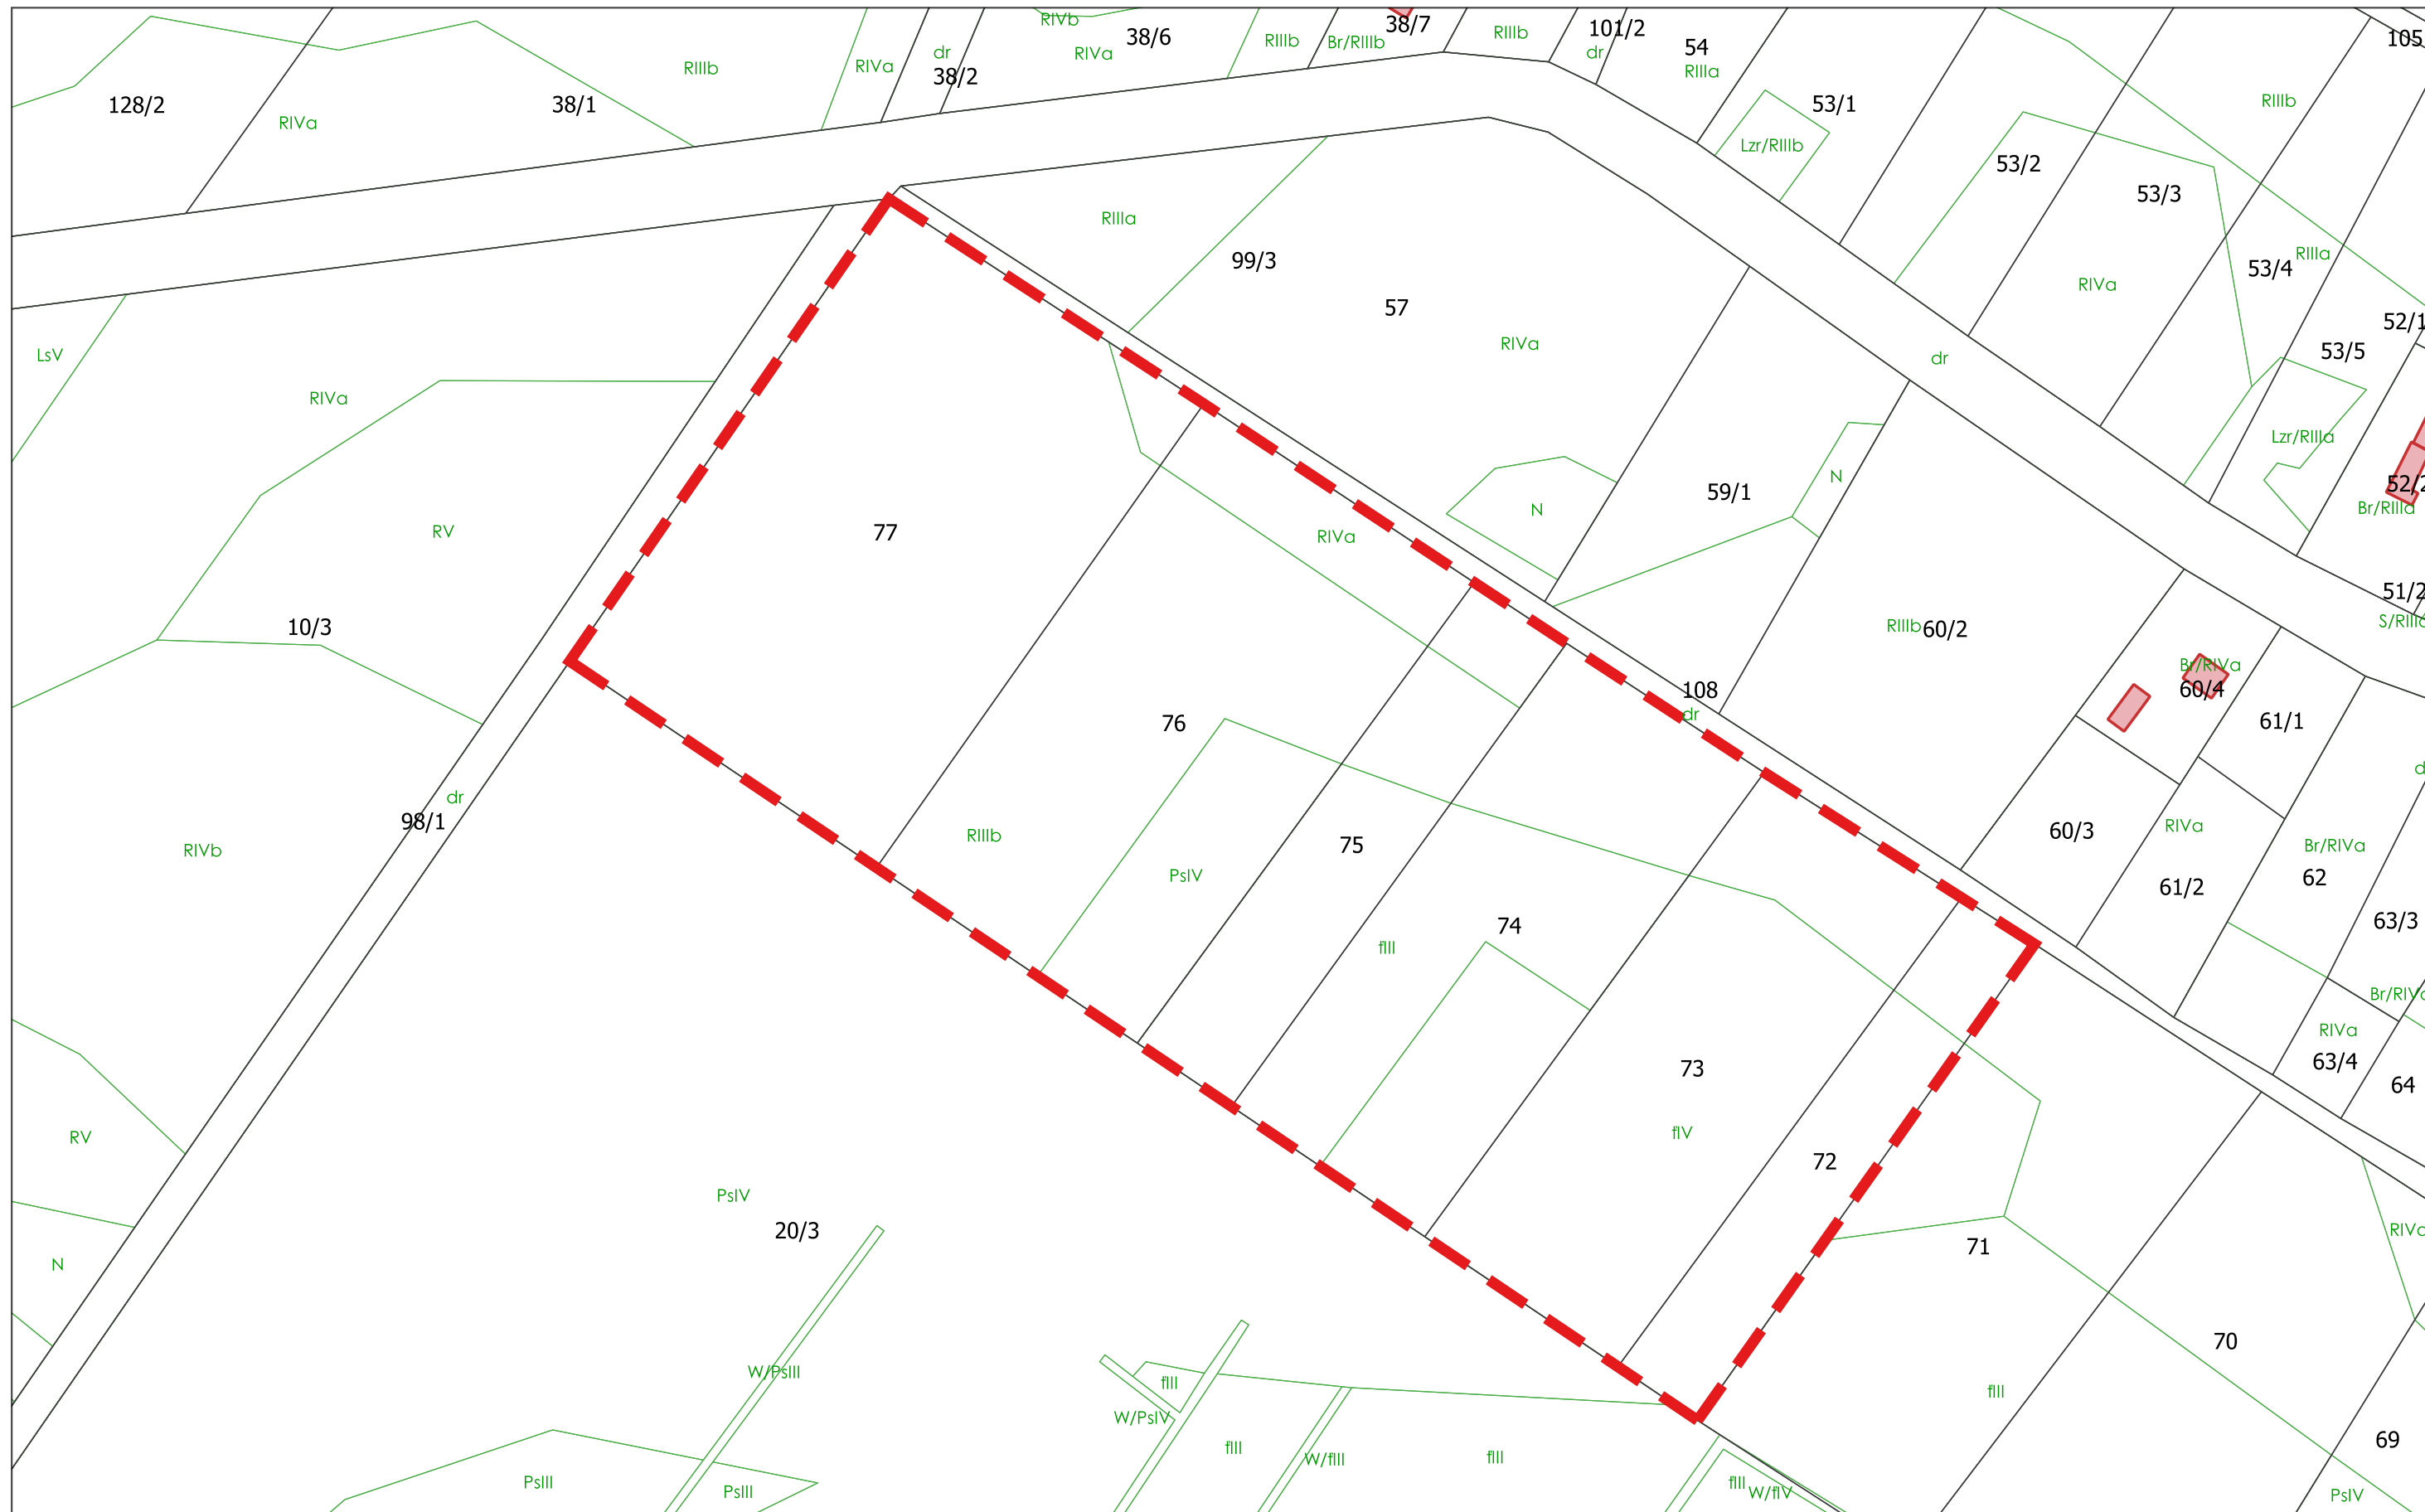 RIVb
38/6
38/7
101/2
105
dr
RIVa
RIIIb
Br/RIIIb
RIIIb
dr
54
RIIIa
RIIIb
RIVa
38/2
128/2
38/1
RIVa
53/1
RIIIb
Lzr/RIIIb
53/2
53/3
RIIIa
99/3
RIIIa
53/4
RIVa
57
52/1
RIVa
53/5
LsV
dr
RIVa
Lzr/RIIIa
N
52/2
59/1
Br/RIIIa
N
RV
77
RIVa
51/2
10/3
RIIIb
60/2
Br/RIVa
60/4
108
dr
76
61/1
dr
98/1
RIVa
60/3
RIIIb
75
Br/RIVa
RIVb
PsIV
62
61/2
74
63/3
fIII
RIVa
63/4
73
64
fIV
RV
72
PsIV
20/3
71
N
70
W/PsIII
fIII
fIII
W/PsIV
69
fIII
W/fIII
fIII
PsIII
PsIII
fIII
W/fIV
PsIV